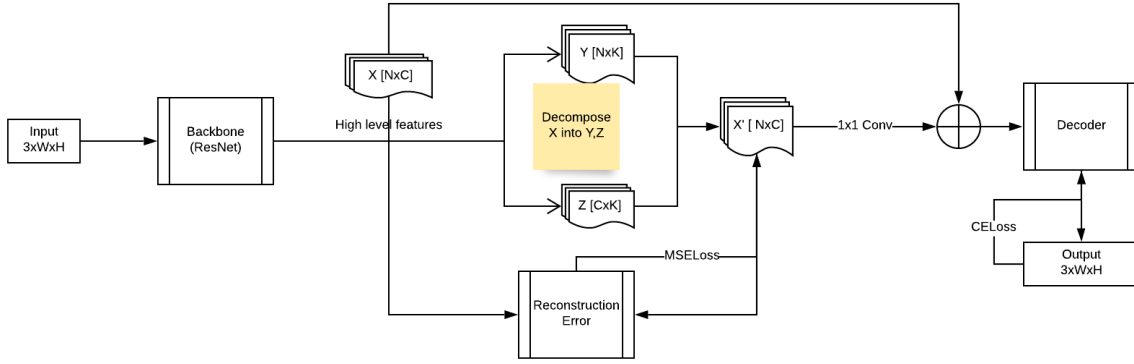 X [NxC]
Y [NxK]
Input
3xWxH
Backbone
(ResNet)
High level features
Decompose
X into Y,Z
X' [ NxC]
1x1 Conv
Decoder
Z [CxK]
CELoss
MSELoss
Output
3xWxH
Reconstruction
Error